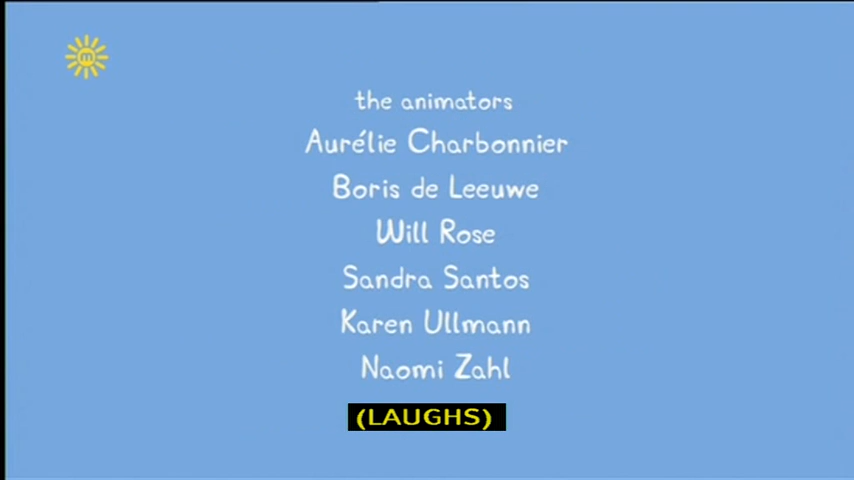 m
the animators
Aurélie Charbonnier
Boris de Leeuwe
Will Rose
Sandra Santos
Karen Ullmann
Naomi Zahl
(LAUGHS)